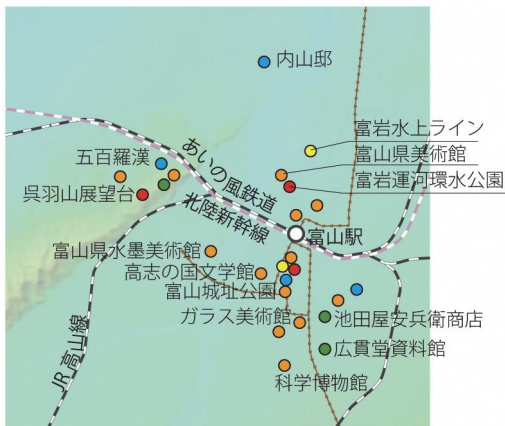 内山邸
富岩水上ライン
富山県美術館
富岩運河環水公園
五百羅漢
呉羽山展望台
あいの風鉄道
北陸新幹線
富山駅
富山県水墨美術館
高志の国文学館
富山城址公園
ガラス美術館
池田屋安兵衛商店
広貫堂資料館
科学博物館
JR高山線